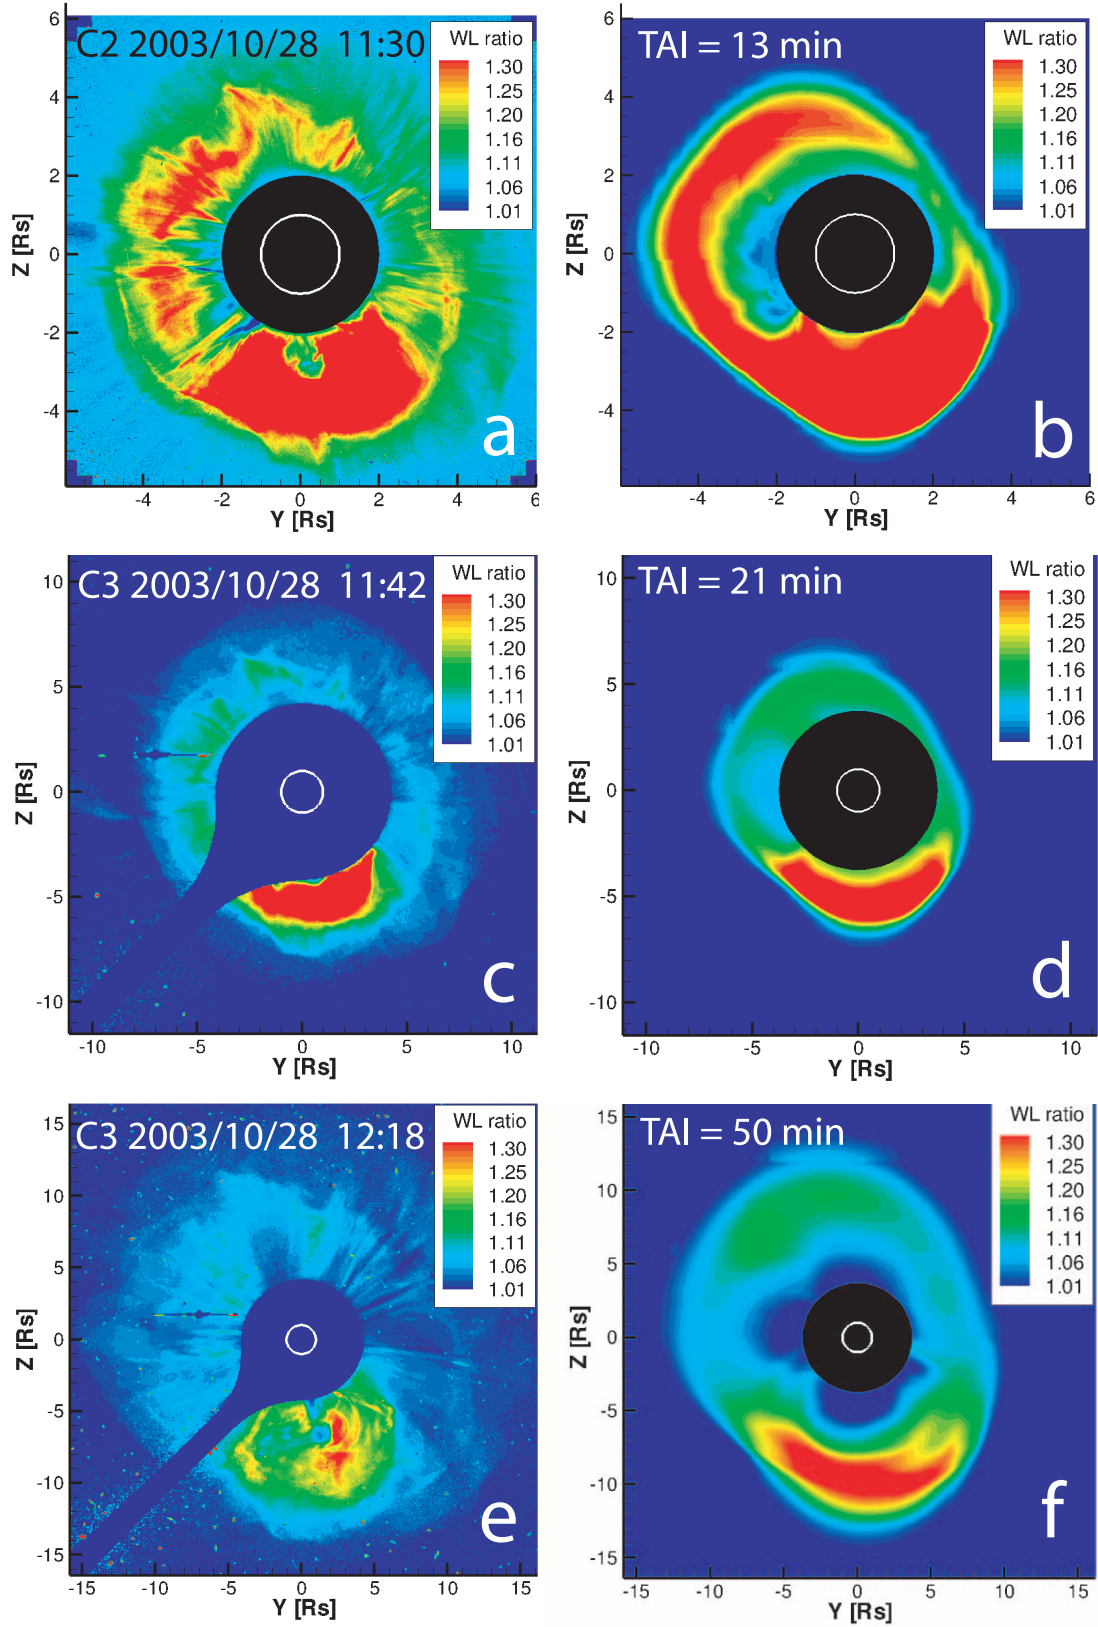 C2 2003/10/28 11:30
WL ratio
1.30
1.25
1.20
1.16
1.11
1.06
1.01
6
4
2
0
-2
-4
Z [Rs]
-4 -2 0 2 4 6
Y [Rs]
a
TAI = 13 min
WL ratio
1.30
1.25
1.20
1.16
1.11
1.06
1.01
6
4
2
0
-2
-4
Z [Rs]
-4 -2 0 2 4 6
Y [Rs]
b
C3 2003/10/28 11:42
WL ratio
1.30
1.25
1.20
1.16
1.11
1.06
1.01
10
5
0
-5
-10
Z [Rs]
-10 -5 0 5 10
Y [Rs]
c
TAI = 21 min
WL ratio
1.30
1.25
1.20
1.16
1.11
1.06
1.01
10
5
0
-5
-10
Z [Rs]
-10 -5 0 5 10
Y [Rs]
d
C3 2003/10/28 12:18
WL ratio
1.30
1.25
1.20
1.16
1.11
1.06
1.01
15
10
5
0
-5
-10
-15
Z [Rs]
-15 -10 -5 0 5 10 15
Y [Rs]
e
TAI = 50 min
WL ratio
1.30
1.25
1.20
1.16
1.11
1.06
1.01
15
10
5
0
-5
-10
-15
Z [Rs]
-15 -10 -5 0 5 10 15
Y [Rs]
f